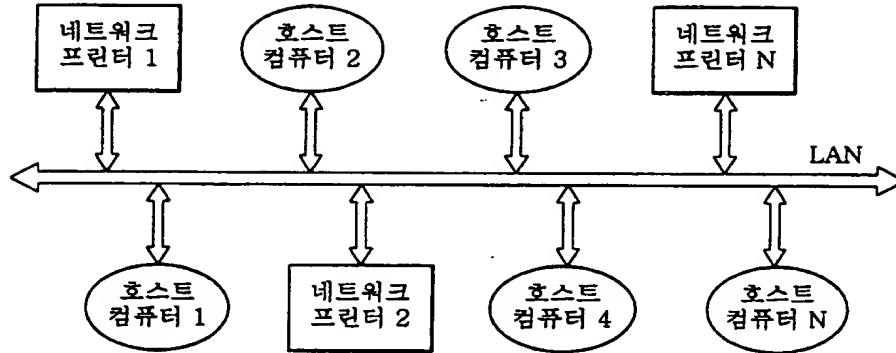 네트워크
프린터 1
호스트
컴퓨터 2
호스트
컴퓨터 3
네트워크
프린터 N
LAN
호스트
컴퓨터 1
네트워크
프린터 2
호스트
컴퓨터 4
호스트
컴퓨터 N